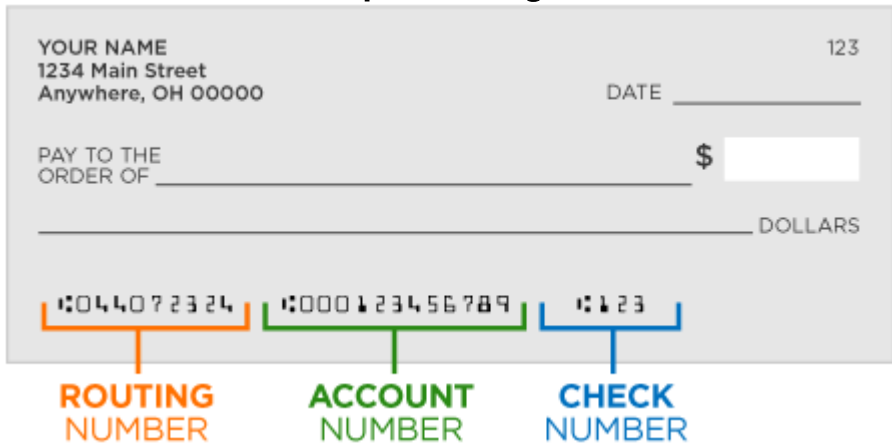 YOUR NAME 123
1234 Main Street
Anywhere, OH 00000 DATE
PAY TO THE
ORDER OF $
DOLLARS
⑆044072324 ⑆000123456789 ⑆123
ROUTING NUMBER
ACCOUNT NUMBER
CHECK NUMBER